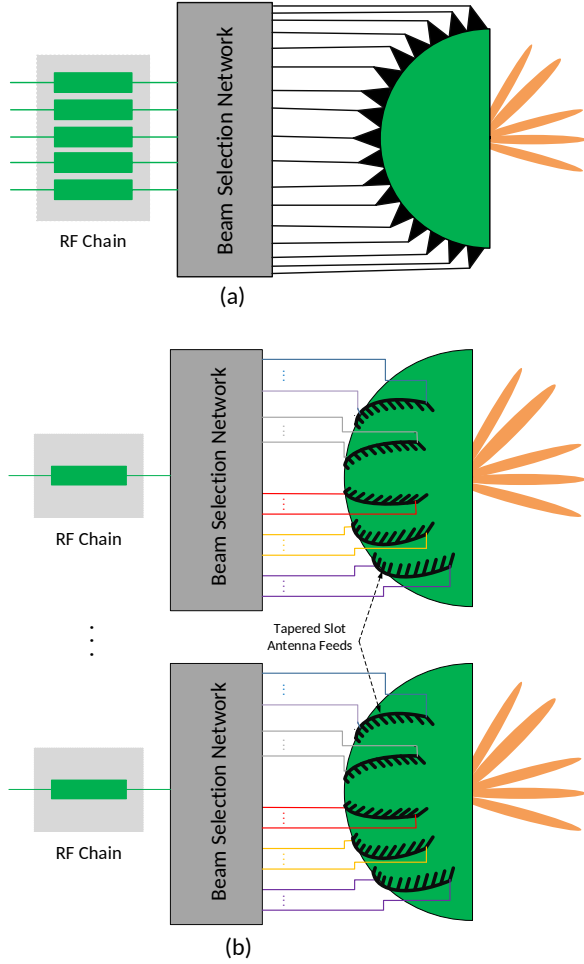 Beam Selection Network
RF Chain
(a)
Beam Selection Network
RF Chain
Tapered Slot
Antenna Feeds
Beam Selection Network
RF Chain
(b)